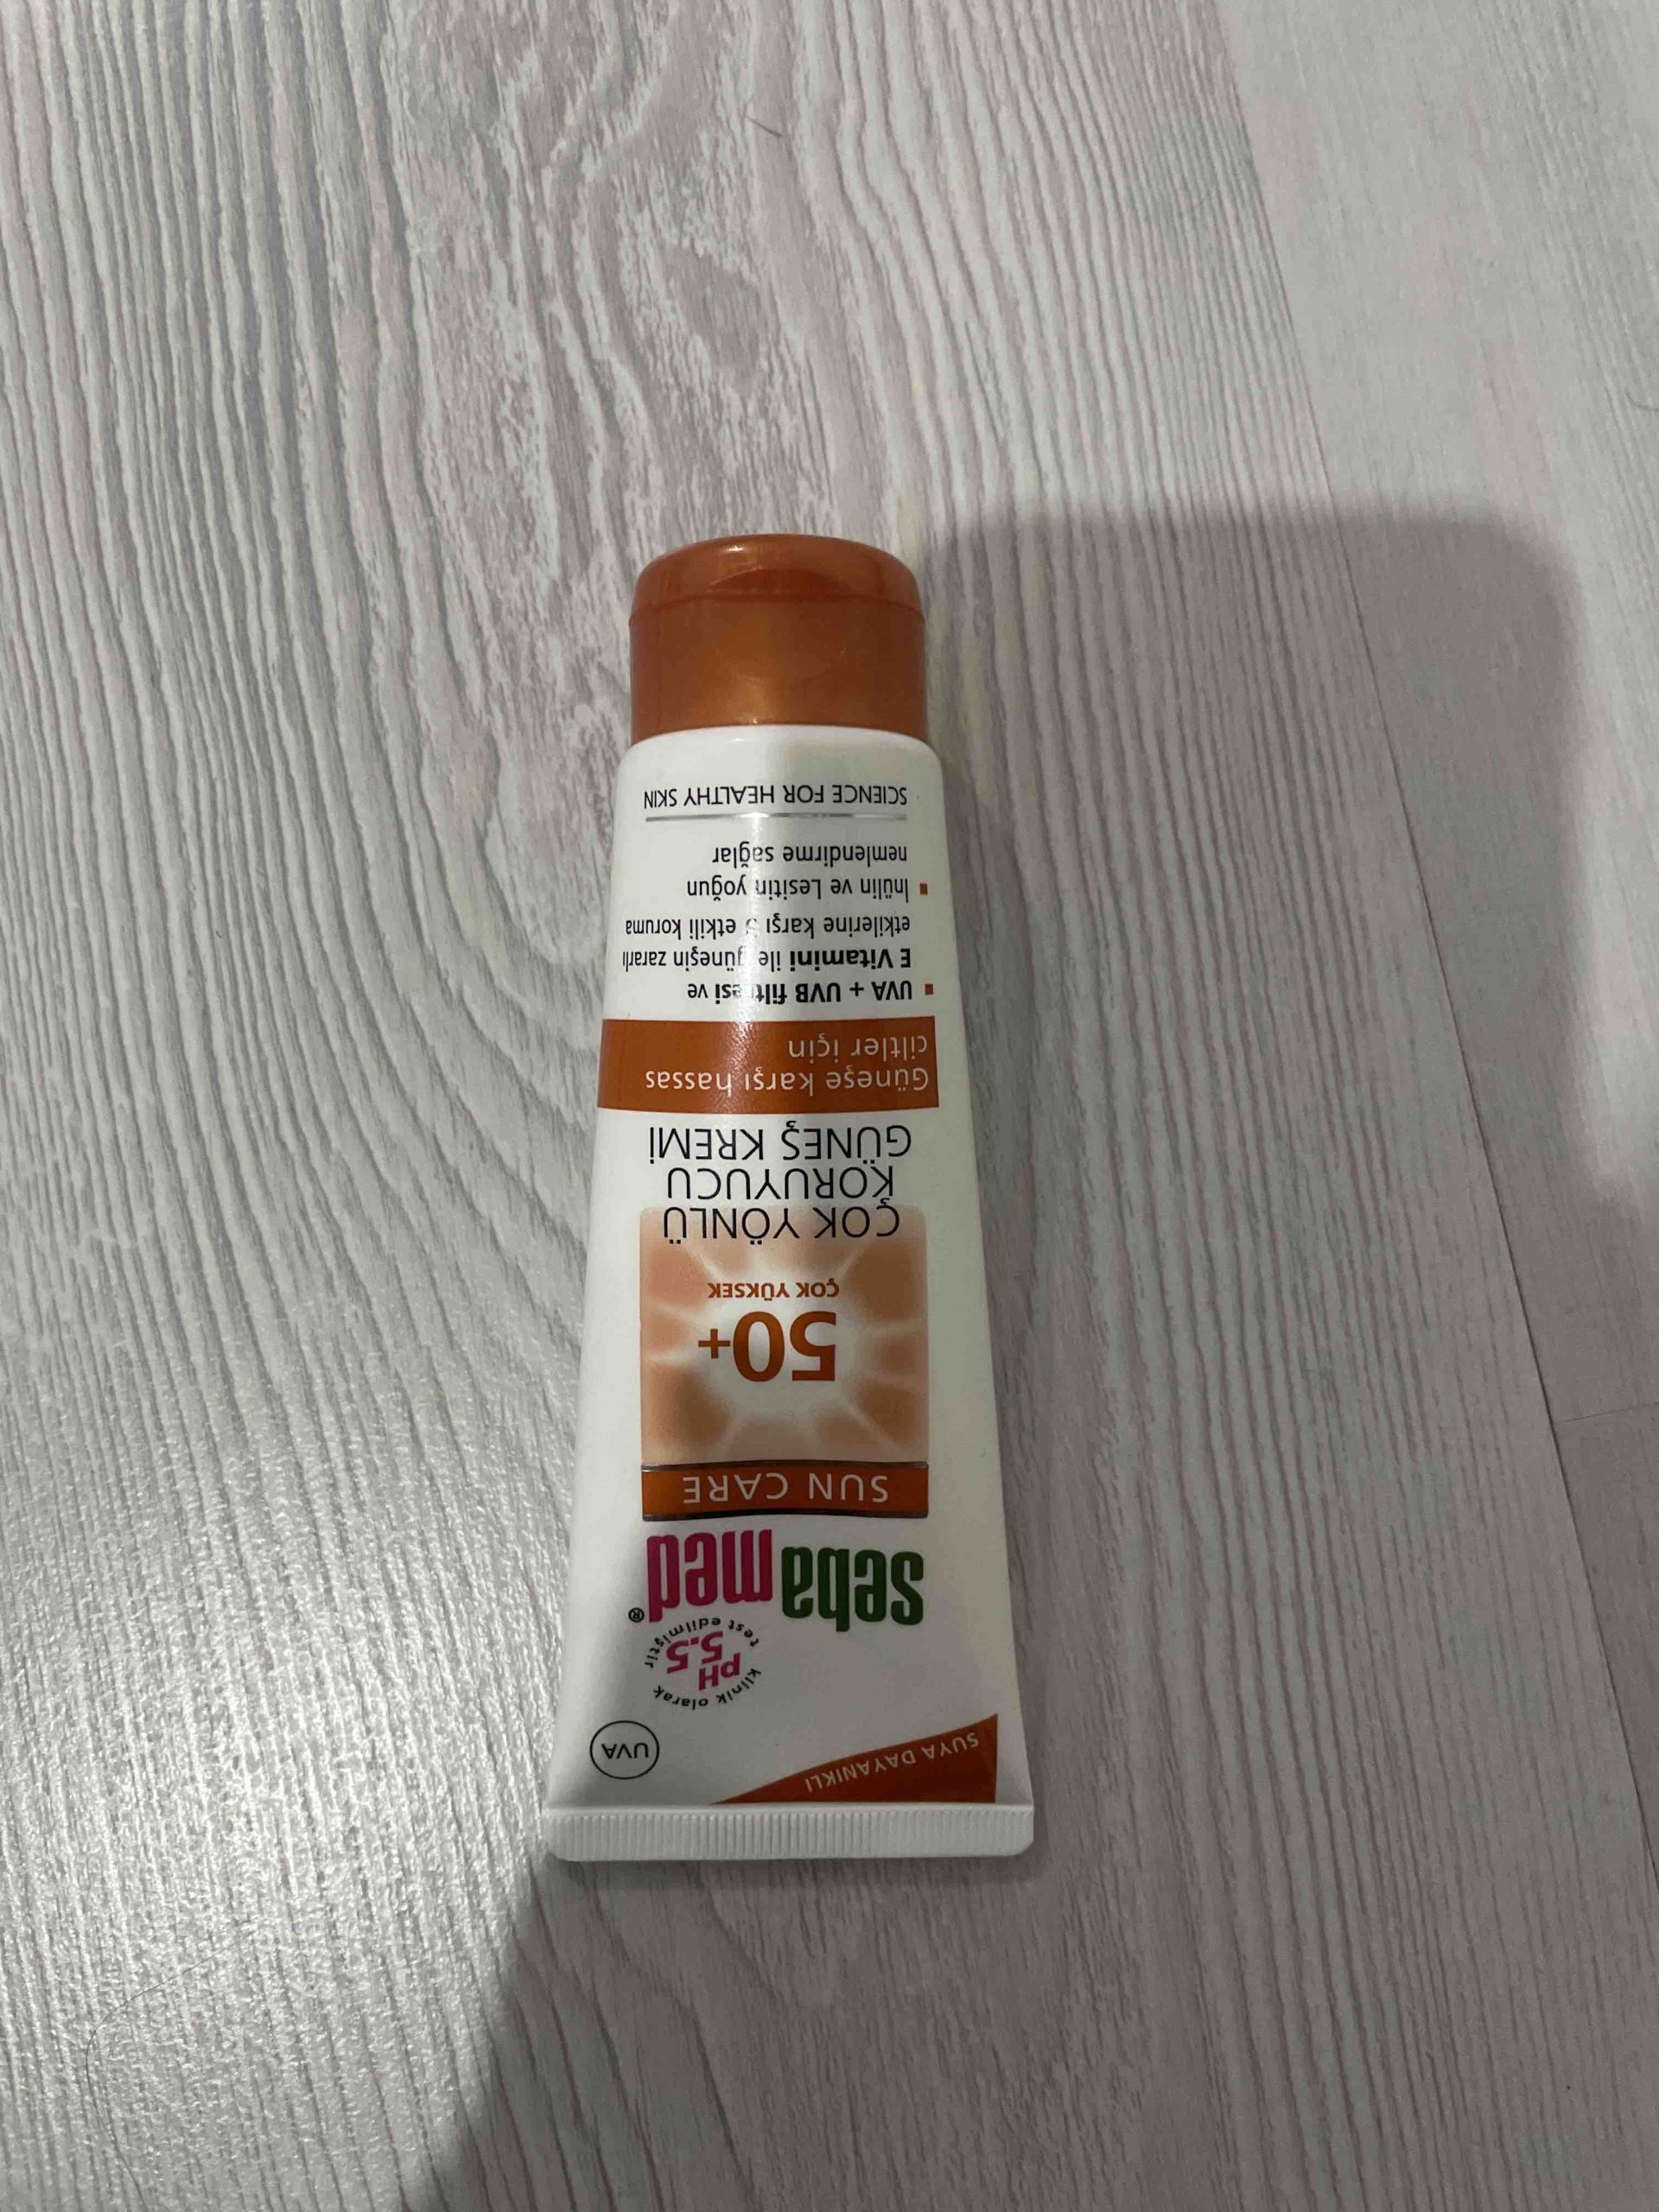 SUYA DAYANIKLI
UVA
klinik olarak
pH
5.5
test edilmiştir
sebamed®
SUN CARE
50+
ÇOK YÜKSEK
ÇOK YÖNLÜ
KORUYUCU
GÜNEŞ KREMİ
Güneşe karşı hassas
ciltler için
▪ UVA + UVB filtresi ve
E Vitamini ile güneşin zararlı
etkilerine karşı etkili koruma
▪ İnülin ve Lesitin yoğun
nemlendirme sağlar
SCIENCE FOR HEALTHY SKIN